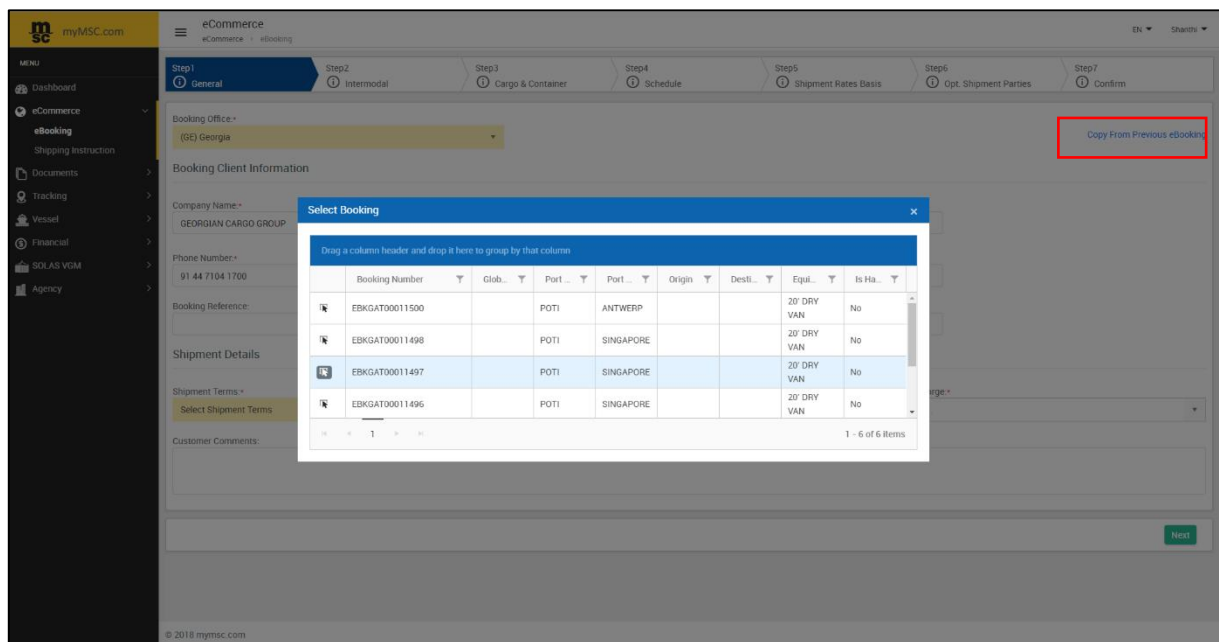 msc myMSC.com
eCommerce
eCommerce eBooking
EN Shanthi
MENU
Dashboard
eCommerce
eBooking
Shipping Instruction
Documents
Tracking
Vessel
Financial
SOLAS VGM
Agency
Step1 Step2 Step3 Step4 Step5 Step6 Step7
General Intermodal Cargo & Container Schedule Shipment Rates Basis Opt. Shipment Parties Confirm
Booking Office:*
(GE) Georgia
Copy From Previous eBooking
Booking Client Information
Company Name:*
GEORGIAN CARGO GROUP
Phone Number:*
91 44 7104 1700
Booking Reference:
Shipment Details
Shipment Terms:*
Select Shipment Terms
arge:*
Customer Comments:
Select Booking ×
Drag a column header and drop it here to group by that column
Booking Number Glob... Port ... Port ... Origin Desti... Equi... Is Ha...
EBKGAT00011500 POTI ANTWERP 20' DRY VAN No
EBKGAT00011498 POTI SINGAPORE 20' DRY VAN No
EBKGAT00011497 POTI SINGAPORE 20' DRY VAN No
EBKGAT00011496 POTI SINGAPORE 20' DRY VAN No
1 1 - 6 of 6 items
Next
© 2018 mymsc.com